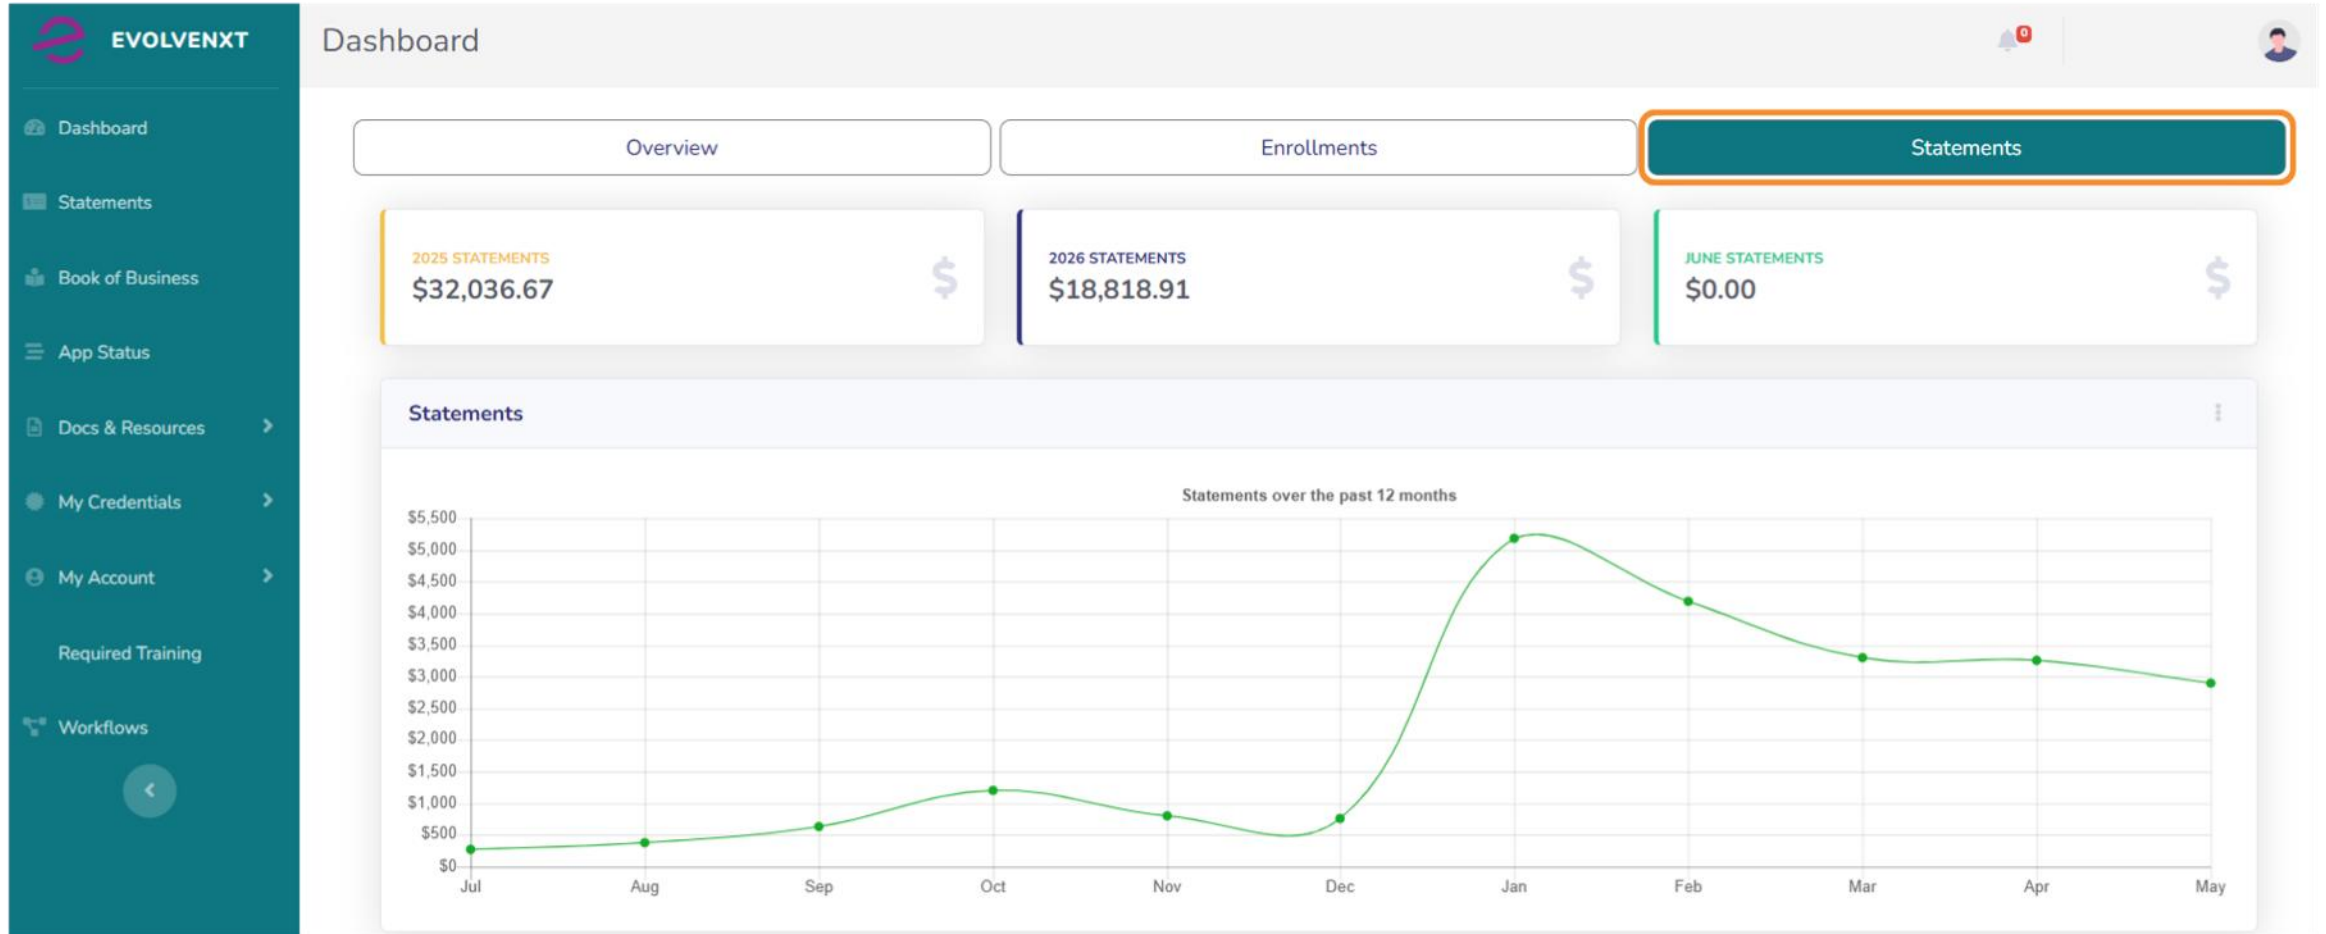 EVOLVENXT
Dashboard
0
Dashboard
Statements
Book of Business
App Status
Docs & Resources
My Credentials
My Account
Required Training
Workflows
Overview
Enrollments
Statements
2025 STATEMENTS
$32,036.67
$
2026 STATEMENTS
$18,818.91
$
JUNE STATEMENTS
$0.00
$
Statements
Statements over the past 12 months
$5,500
$5,000
$4,500
$4,000
$3,500
$3,000
$2,500
$2,000
$1,500
$1,000
$500
$0
Jul Aug Sep Oct Nov Dec Jan Feb Mar Apr May